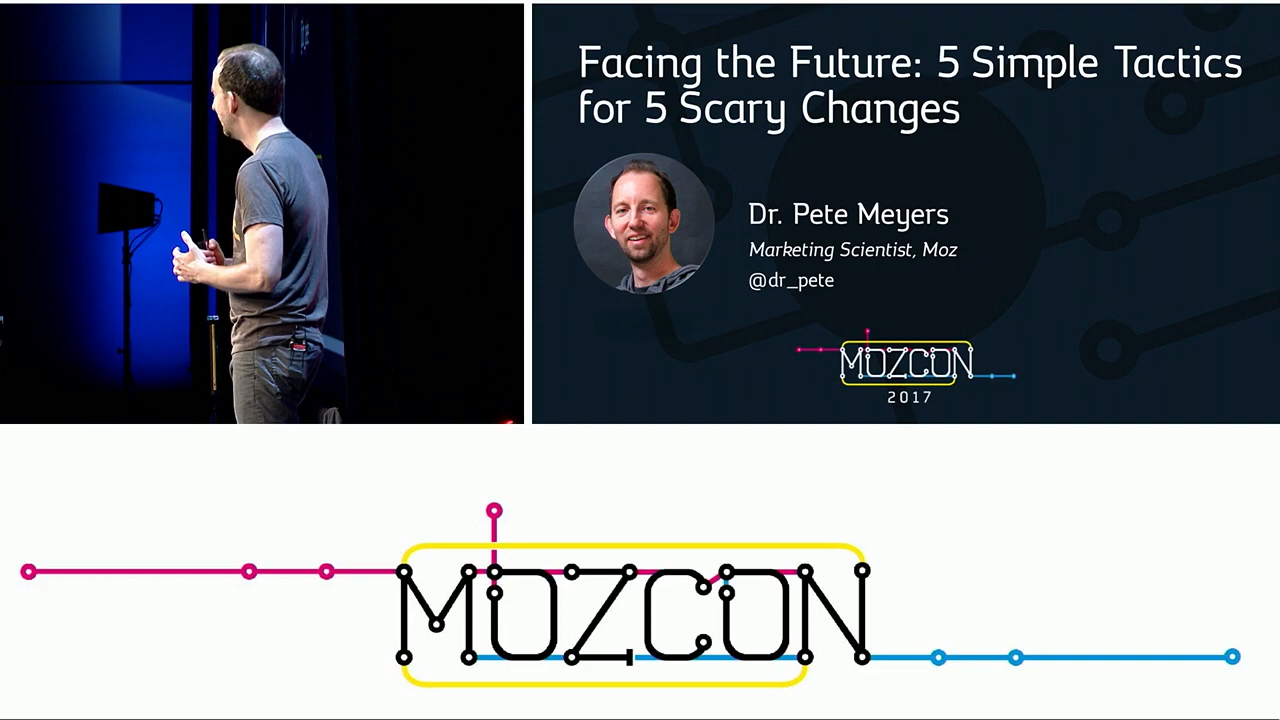 Facing the Future: 5 Simple Tactics
for 5 Scary Changes
Dr. Pete Meyers
Marketing Scientist, Moz
@dr_pete
MOZCON
2017
MOZCON